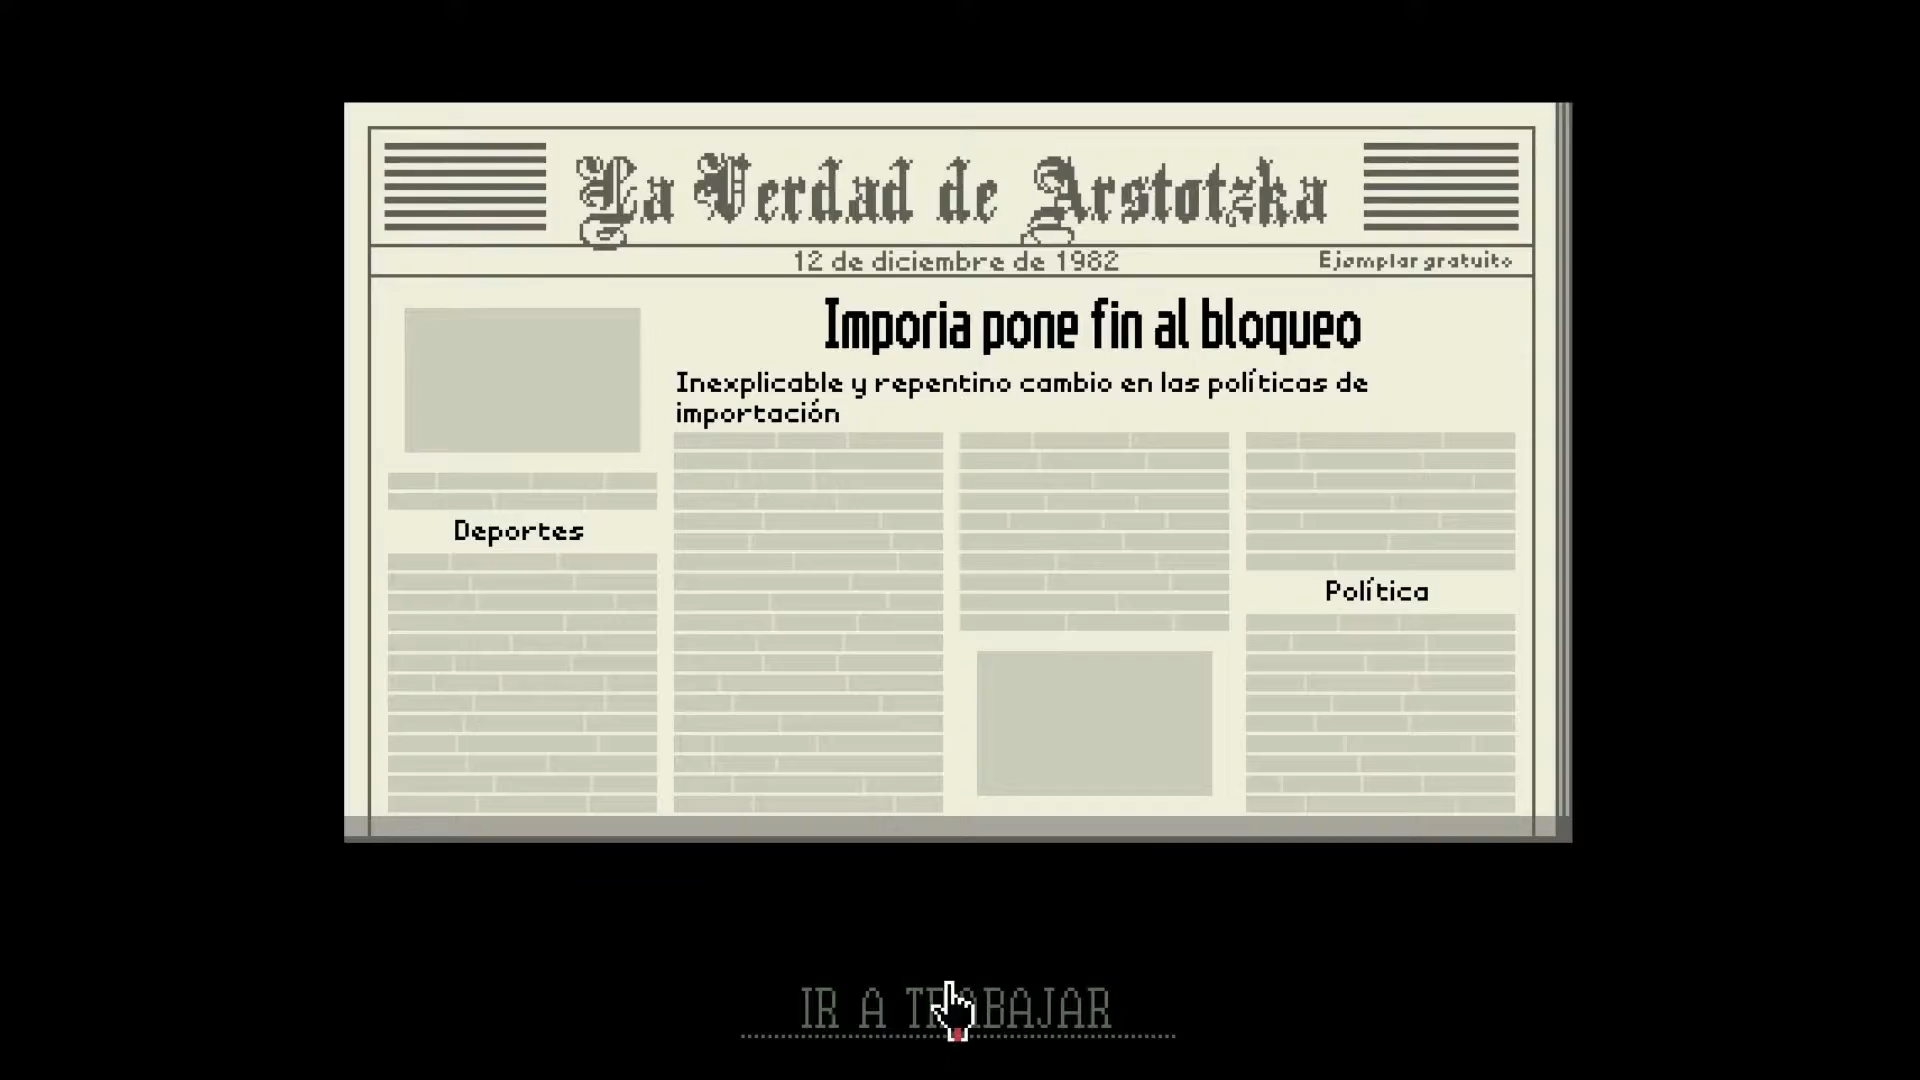 La Verdad de Arstotzka
12 de diciembre de 1982
Ejemplar gratuito
Imporia pone fin al bloqueo
Inexplicable y repentino cambio en las políticas de
importación
Deportes
Política
IR A TRABAJAR